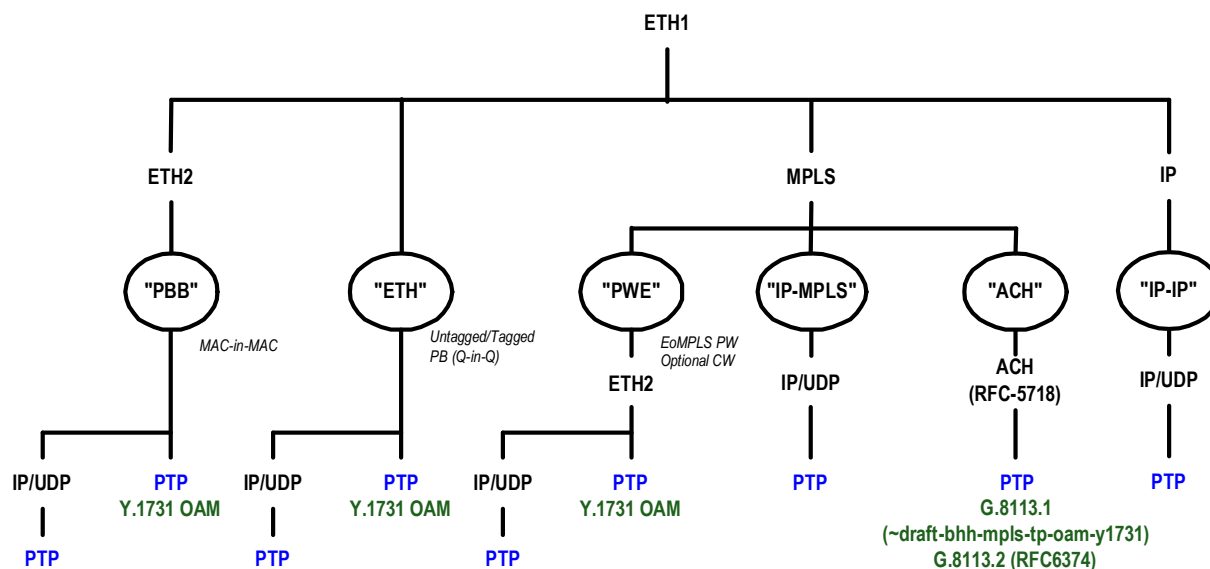 ETH1
ETH2
MPLS
IP
"PBB"
"ETH"
"PWE"
"IP-MPLS"
"ACH"
"IP-IP"
MAC-in-MAC
Untagged/Tagged
PB (Q-in-Q)
EoMPLS PW
Optional CW
ETH2
IP/UDP
ACH
(RFC-5718)
IP/UDP
IP/UDP
PTP
Y.1731 OAM
IP/UDP
PTP
Y.1731 OAM
IP/UDP
PTP
Y.1731 OAM
PTP
PTP
G.8113.1
(~draft-bhh-mpls-tp-oam-y1731)
G.8113.2 (RFC6374)
PTP
PTP
PTP
PTP